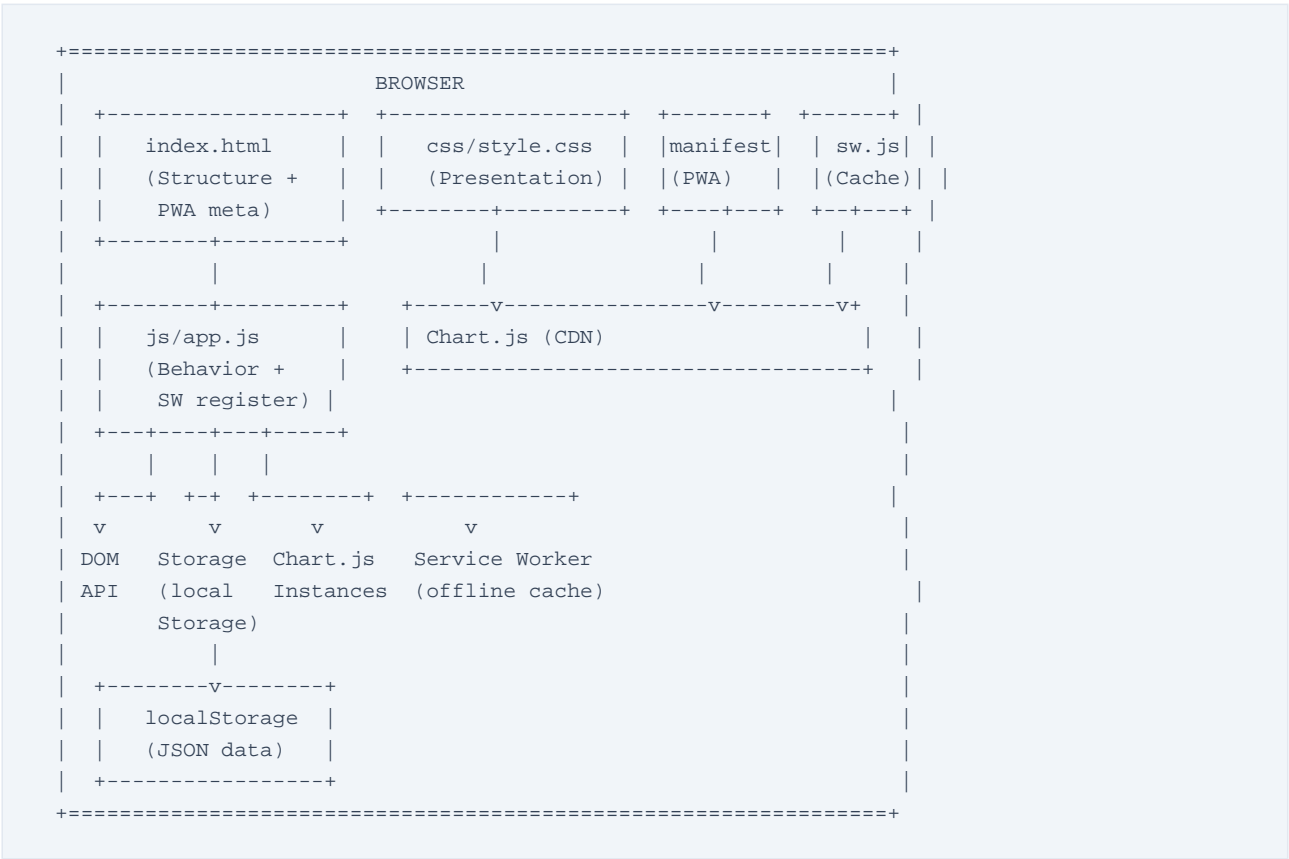 +================================================================+
|                        BROWSER                                 |
|  +------------------+  +------------------+  +-------+  +------+ |
|  |   index.html     |  |   css/style.css  |  |manifest|  | sw.js| |
|  |   (Structure +   |  |   (Presentation) |  |(PWA)   |  |(Cache)| |
|  |    PWA meta)     |  +--------+---------+  +----+---+  +--+---+ |
|  +--------+---------+           |                |         |     |
|           |                    |                |         |     |
|  +--------+---------+    +------v----------------v---------v+   |
|  |   js/app.js      |    | Chart.js (CDN)                    |   |
|  |   (Behavior +    |    +-----------------------------------+   |
|  |    SW register) |                                           |
|  +---+----+---+-----+                                           |
|      |    |   |                                                 |
|  +---+  +-+  +--------+  +------------+                        |
|  v        v       v           v                                 |
| DOM   Storage  Chart.js   Service Worker                        |
| API   (local   Instances  (offline cache)                        |
|       Storage)                                                  |
|           |                                                     |
|  +--------v--------+                                            |
|  |   localStorage  |                                            |
|  |   (JSON data)   |                                            |
|  +-----------------+                                            |
+================================================================+